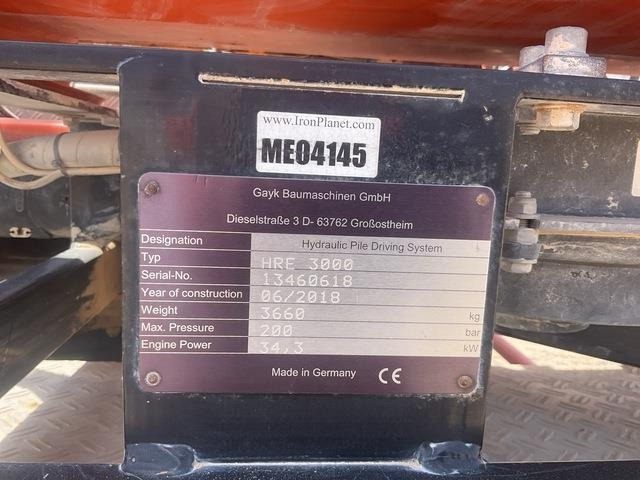 www.IronPlanet.com
ME04145
Gayk Baumaschinen GmbH
Dieselstraße 3 D- 63762 Großostheim
Designation Hydraulic Pile Driving System
Typ HRE 3000
Serial-No. 13460618
Year of construction 06/2018
Weight 3660 kg
Max. Pressure 200 bar
Engine Power 34,3 kW
Made in Germany CE